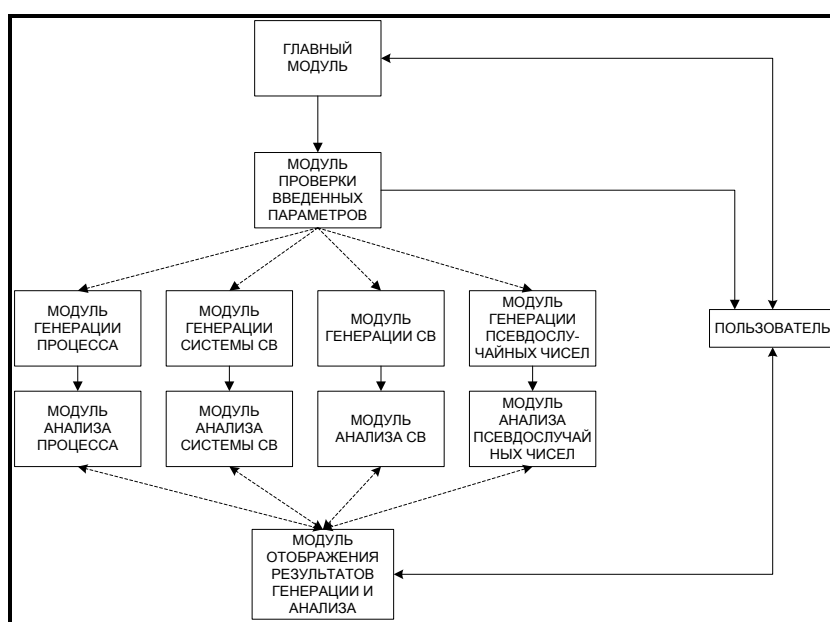 ГЛАВНЫЙ
МОДУЛЬ
МОДУЛЬ
ПРОВЕРКИ
ВВЕДЕННЫХ
ПАРАМЕТРОВ
МОДУЛЬ
ГЕНЕРАЦИИ
ПРОЦЕССА
МОДУЛЬ
ГЕНЕРАЦИИ
СИСТЕМЫ СВ
МОДУЛЬ
ГЕНЕРАЦИИ СВ
МОДУЛЬ
ГЕНЕРАЦИИ
ПСЕВДОСЛУ-
ЧАЙНЫХ ЧИСЕЛ
ПОЛЬЗОВАТЕЛЬ
МОДУЛЬ
АНАЛИЗА
ПРОЦЕССА
МОДУЛЬ
АНАЛИЗА
СИСТЕМЫ СВ
МОДУЛЬ
АНАЛИЗА СВ
МОДУЛЬ
АНАЛИЗА
ПСЕВДОСЛУЧАЙ
НЫХ ЧИСЕЛ
МОДУЛЬ
ОТОБРАЖЕНИЯ
РЕЗУЛЬТАТОВ
ГЕНЕРАЦИИ И
АНАЛИЗА